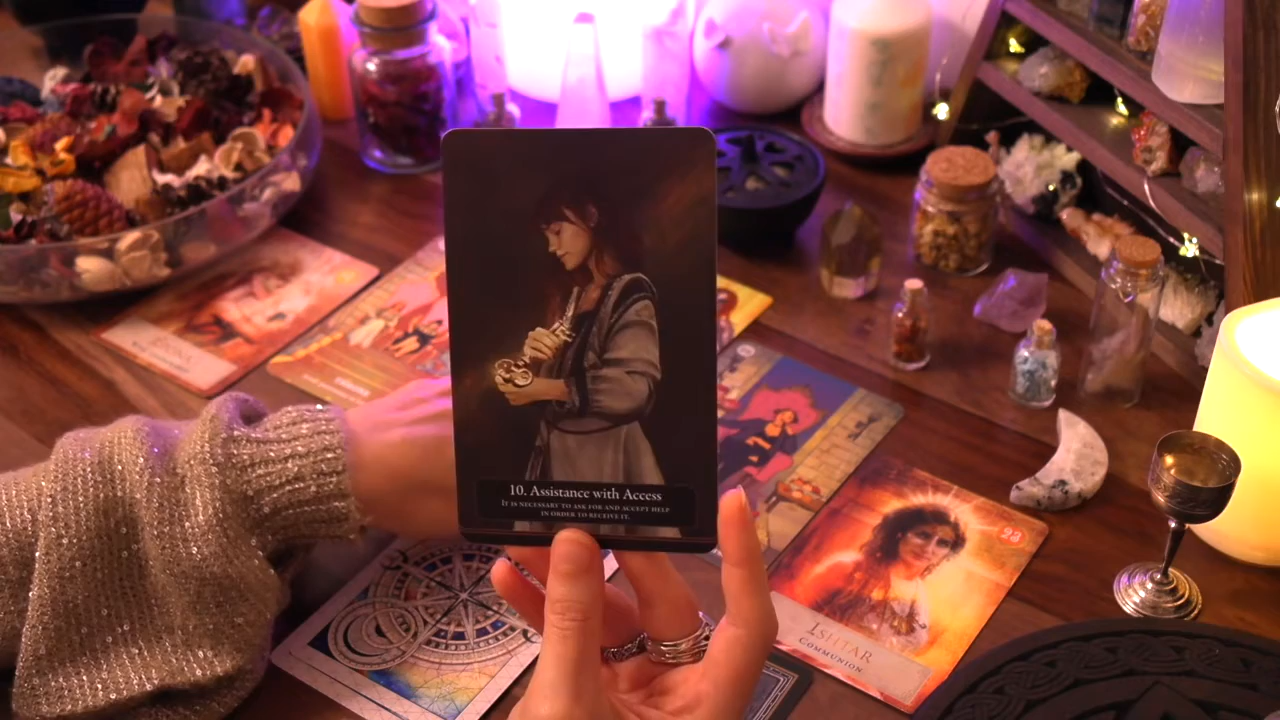 10. Assistance with Access
It is necessary to ask for and accept help
in order to receive it.
23
Ishtar
Communion